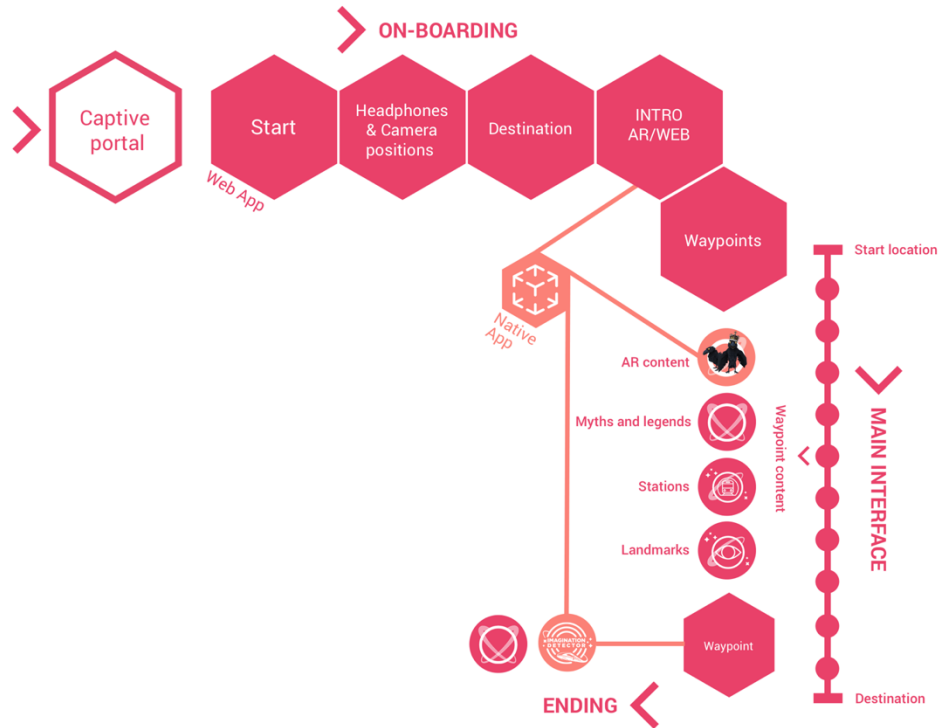 ON-BOARDING
Captive
portal
Start
Web App
Headphones
& Camera
positions
Destination
INTRO
AR/WEB
Waypoints
Native
App
Start location
AR content
Myths and legends
Stations
Landmarks
Waypoint content
MAIN INTERFACE
IMAGINATION
DETECTOR
Waypoint
Destination
ENDING